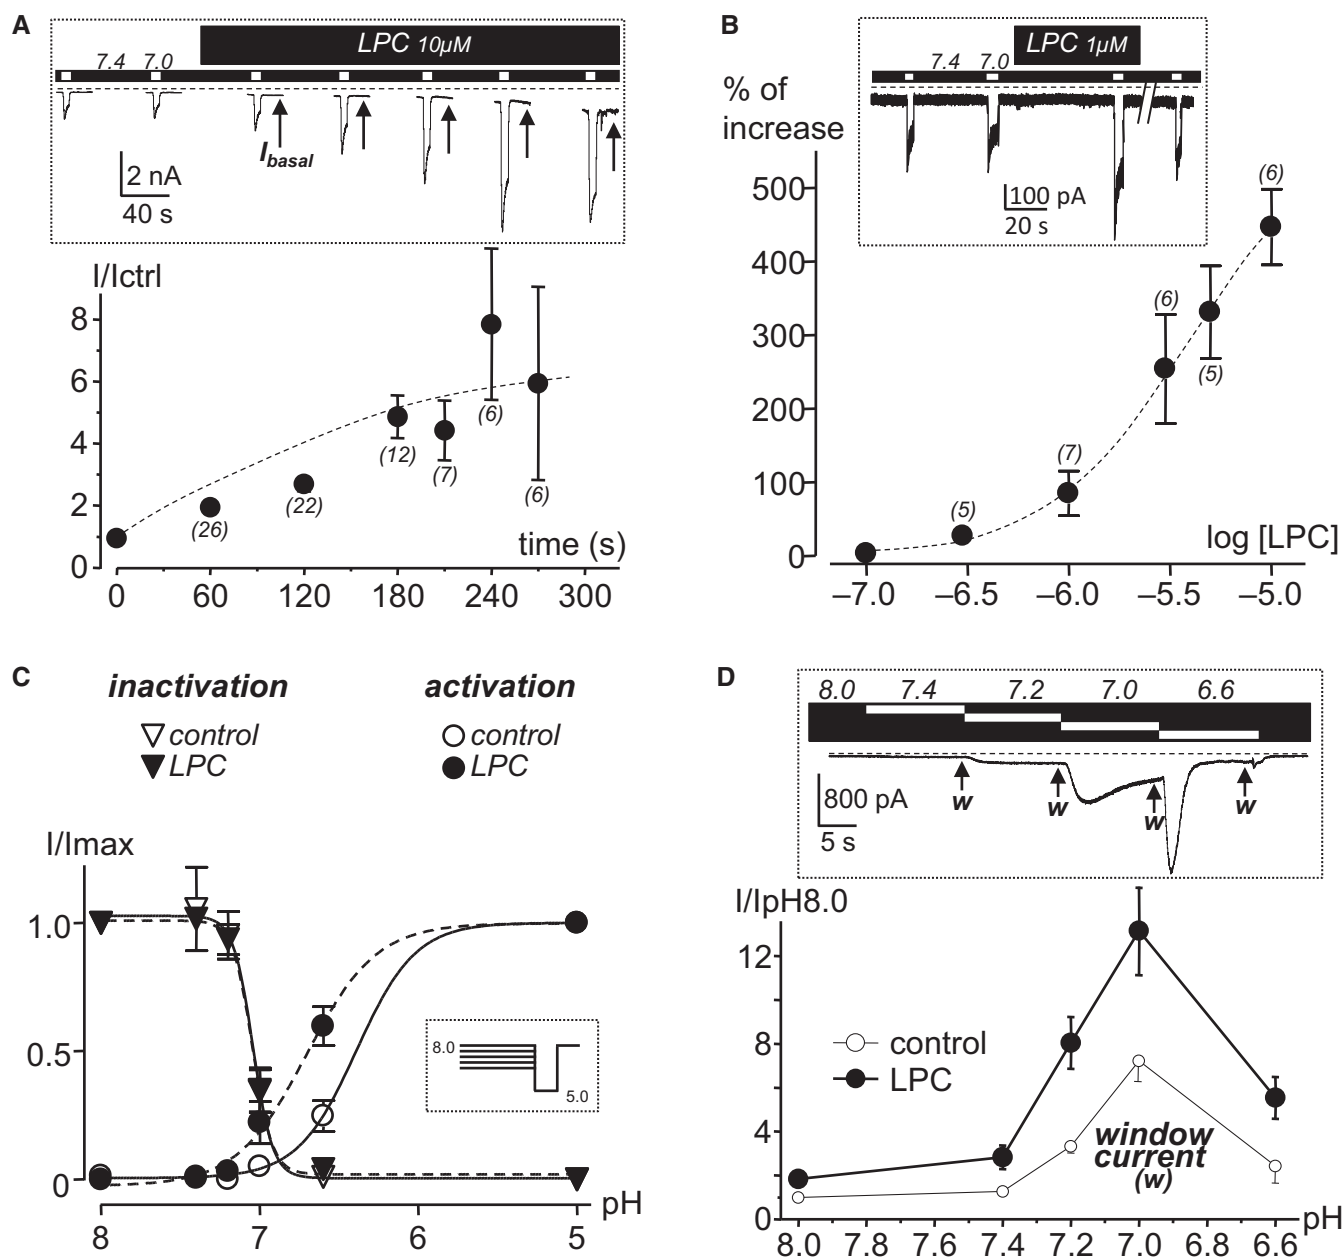 A
LPC 10μM
7.4 7.0
Ibasal
2 nA
40 s
I/Ictrl
8
6
4
2
0
(26)
(22)
(12)
(7)
(6)
(6)
time (s)
0 60 120 180 240 300
B
LPC 1μM
7.4 7.0
% of
increase
100 pA
20 s
500
400
300
200
100
0
(5)
(7)
(6)
(5)
(6)
log [LPC]
–7.0 –6.5 –6.0 –5.5 –5.0
C
inactivation activation
control control
LPC LPC
I/Imax
1.0
0.5
0
8.0
5.0
pH
8 7 6 5
D
8.0 7.4 7.2 7.0 6.6
w w w w
800 pA
5 s
I/IpH8.0
12
8
4
0
control
LPC
window
current
(w)
pH
8.0 7.8 7.6 7.4 7.2 7.0 6.8 6.6